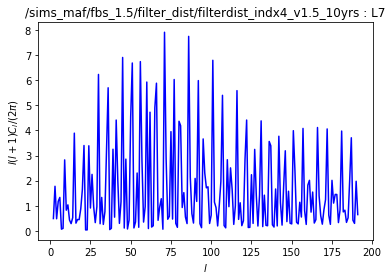 /sims_maf/fbs_1.5/filter_dist/filterdist_indx4_v1.5_10yrs : L7
8
7
6
5
4
3
2
1
0
l(l + 1)C_l/(2π)
0 25 50 75 100 125 150 175 200
l